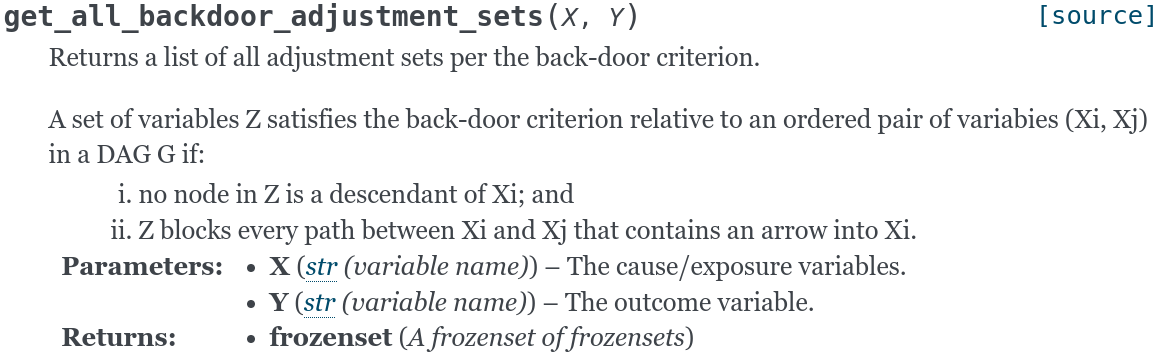 get_all_backdoor_adjustment_sets(X, Y) [source]
Returns a list of all adjustment sets per the back-door criterion.
A set of variables Z satisfies the back-door criterion relative to an ordered pair of variabies (Xi, Xj)
in a DAG G if:
i. no node in Z is a descendant of Xi; and
ii. Z blocks every path between Xi and Xj that contains an arrow into Xi.
Parameters: • X (str (variable name)) – The cause/exposure variables.
• Y (str (variable name)) – The outcome variable.
Returns: • frozenset (A frozenset of frozensets)